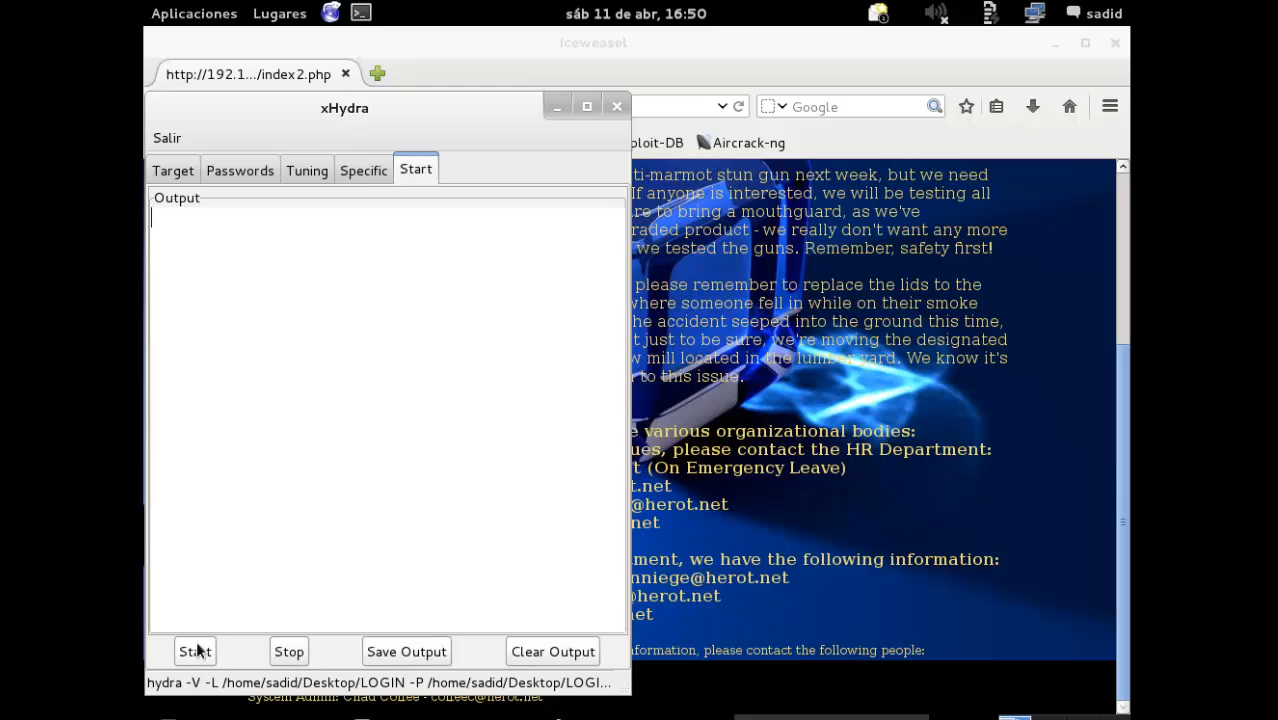 Aplicaciones Lugares sáb 11 de abr, 16:50 sadid
Iceweasel
http://192.1.../index2.php
xHydra
Google
Salir
ploit-DB Aircrack-ng
Target Passwords Tuning Specific Start
Output
ti-marmot stun gun next week, but we need
If anyone is interested, we will be testing all
re to bring a mouthguard, as we've
raded product - we really don't want any more
we tested the guns. Remember, safety first!
please remember to replace the lids to the
where someone fell in while on their smoke
he accident seeped into the ground this time,
t just to be sure, we're moving the designated
w mill located in the lumber yard. We know it's
to this issue.
various organizational bodies:
ues, please contact the HR Department:
t (On Emergency Leave)
t.net
@herot.net
net
ment, we have the following information:
nniege@herot.net
@herot.net
net
Start Stop Save Output Clear Output
nformation, please contact the following people:
hydra -V -L /home/sadid/Desktop/LOGIN -P /home/sadid/Desktop/LOGI...
System Admin: Chad Coffee - coffeec@herot.net